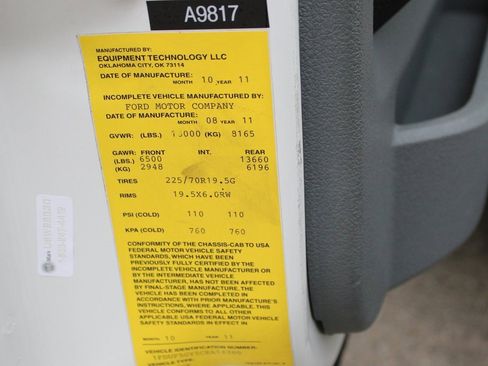 A9817
MANUFACTURED BY:
EQUIPMENT TECHNOLOGY LLC
OKLAHOMA CITY, OK 73114
DATE OF MANUFACTURE:
MONTH 10 YEAR 11
INCOMPLETE VEHICLE MANUFACTURED BY:
FORD MOTOR COMPANY
DATE OF MANUFACTURE:
MONTH 08 YEAR 11
GVWR: (LBS.) 18000 (KG) 8165
GAWR: FRONT INT. REAR
(LBS.) 6500 13660
(KG) 2948 6196
TIRES 225/70R19.5G
RIMS 19.5X6.0RW
PSI (COLD) 110 110
KPA (COLD) 760 760
CONFORMITY OF THE CHASSIS-CAB TO USA
FEDERAL MOTOR VEHICLE SAFETY
STANDARDS, WHICH HAVE BEEN
PREVIOUSLY FULLY CERTIFIED BY THE
INCOMPLETE VEHICLE MANUFACTURER OR
BY THE INTERMEDIATE VEHICLE
MANUFACTURER, HAS NOT BEEN AFFECTED
BY FINAL-STAGE MANUFACTURE. THE
VEHICLE HAS BEEN COMPLETED IN
ACCORDANCE WITH PRIOR MANUFACTURE'S
INSTRUCTIONS, WHERE APPLICABLE. THE
VEHICLE CONFORMS TO ALL OTHER
APPLICABLE USA FEDERAL MOTOR VEHICLE
SAFETY STANDARDS IN EFFECT IN
MONTH 10 YEAR 11
VEHICLE IDENTIFICATION NUMBER: